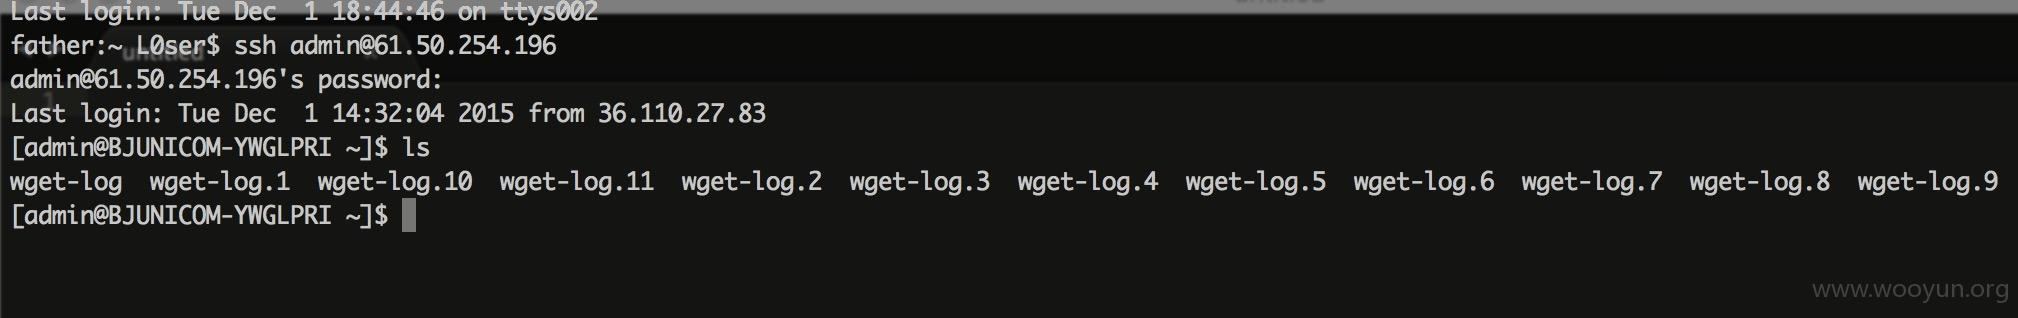 Last login: Tue Dec  1 18:44:46 on ttys002
father:~ L0ser$ ssh admin@61.50.254.196
untitled
admin@61.50.254.196's password:
1
Last login: Tue Dec  1 14:32:04 2015 from 36.110.27.83
[admin@BJUNICOM-YWGLPRI ~]$ ls
wget-log  wget-log.1  wget-log.10  wget-log.11  wget-log.2  wget-log.3  wget-log.4  wget-log.5  wget-log.6  wget-log.7  wget-log.8  wget-log.9
[admin@BJUNICOM-YWGLPRI ~]$
www.wooyun.org